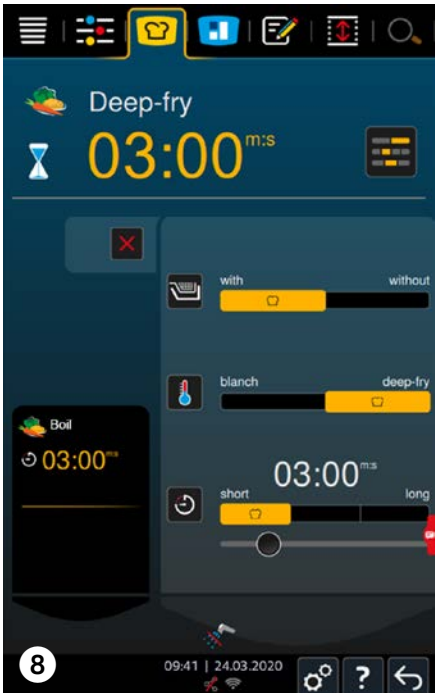 Deep-fry
03:00 m:s
with without
blanch deep-fry
Boil
03:00 m:s
03:00 m:s
short long
09:41 | 24.03.2020
?
8